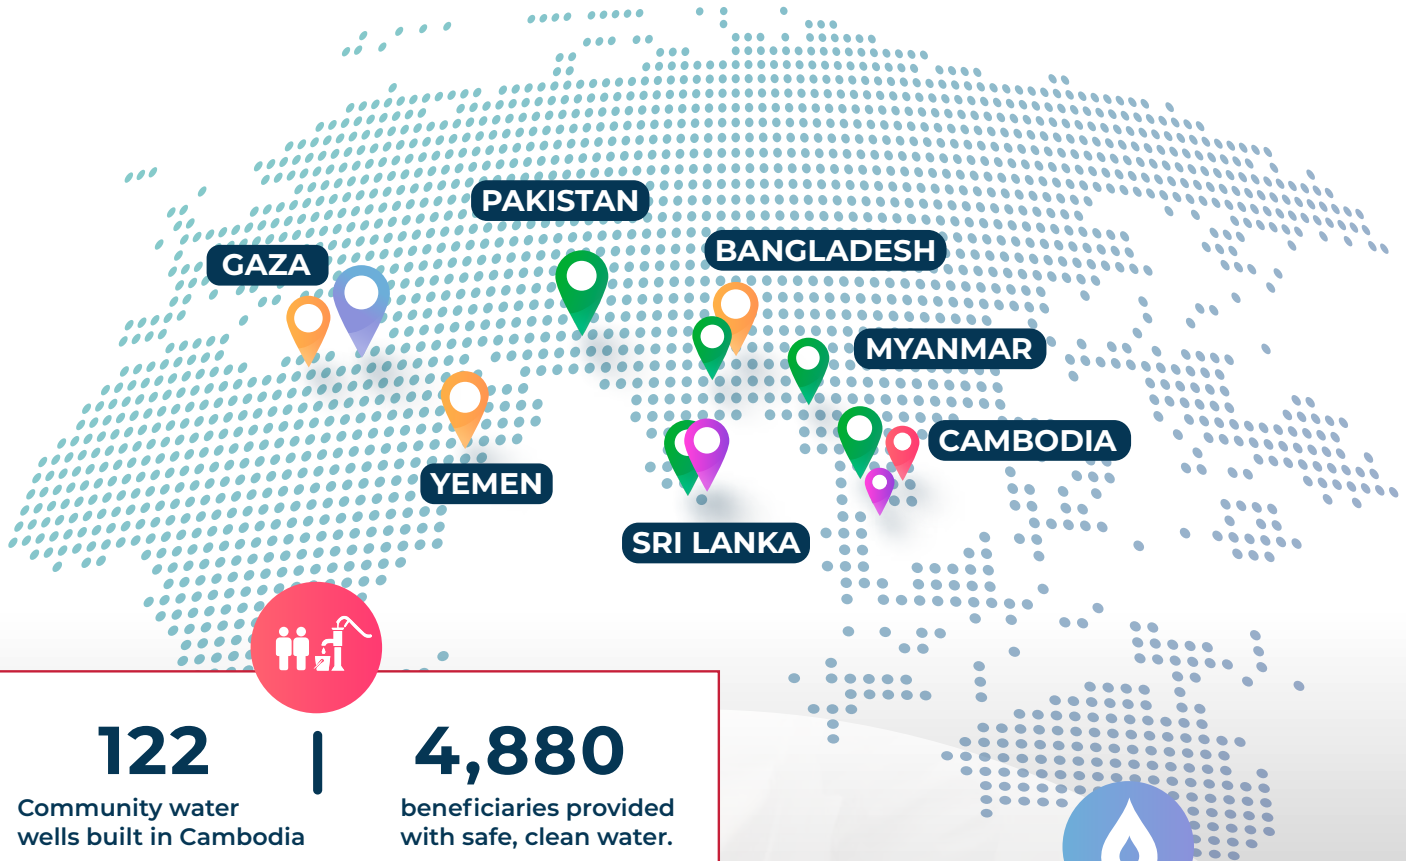 PAKISTAN
GAZA
BANGLADESH
MYANMAR
CAMBODIA
YEMEN
SRI LANKA
122
Community water
wells built in Cambodia
4,880
beneficiaries provided
with safe, clean water.